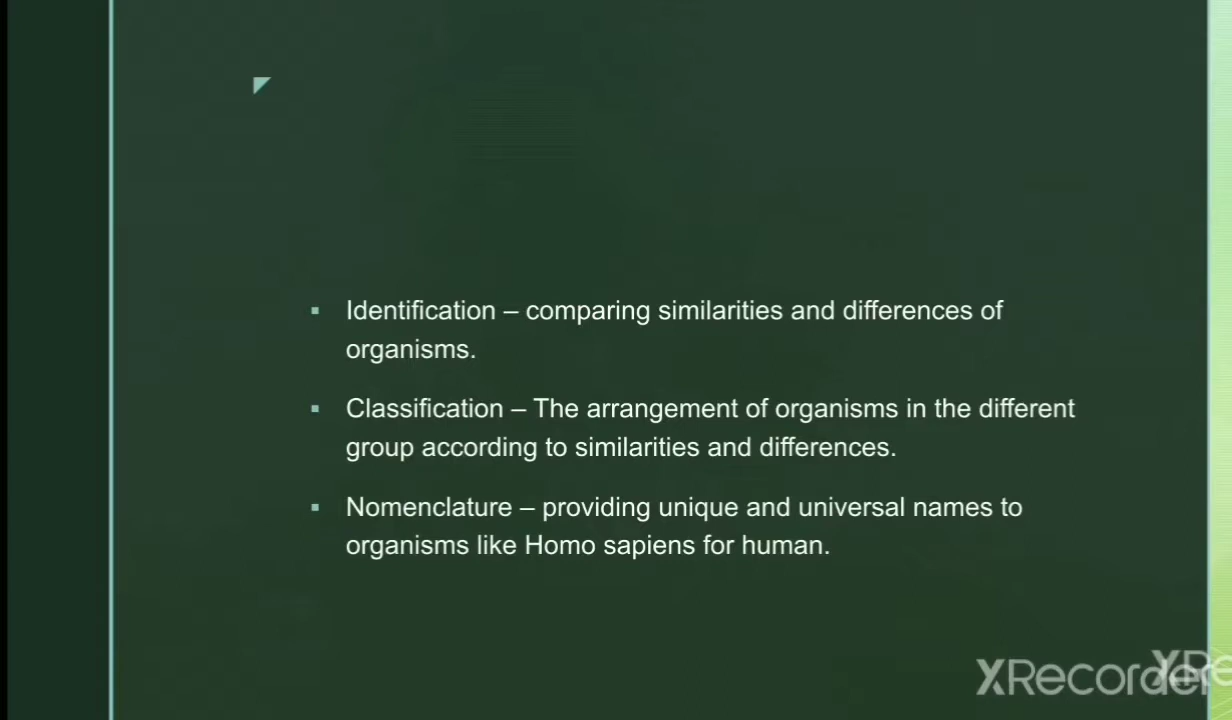 Identification – comparing similarities and differences of
organisms.
Classification – The arrangement of organisms in the different
group according to similarities and differences.
Nomenclature – providing unique and universal names to
organisms like Homo sapiens for human.
XRecorder
XRe